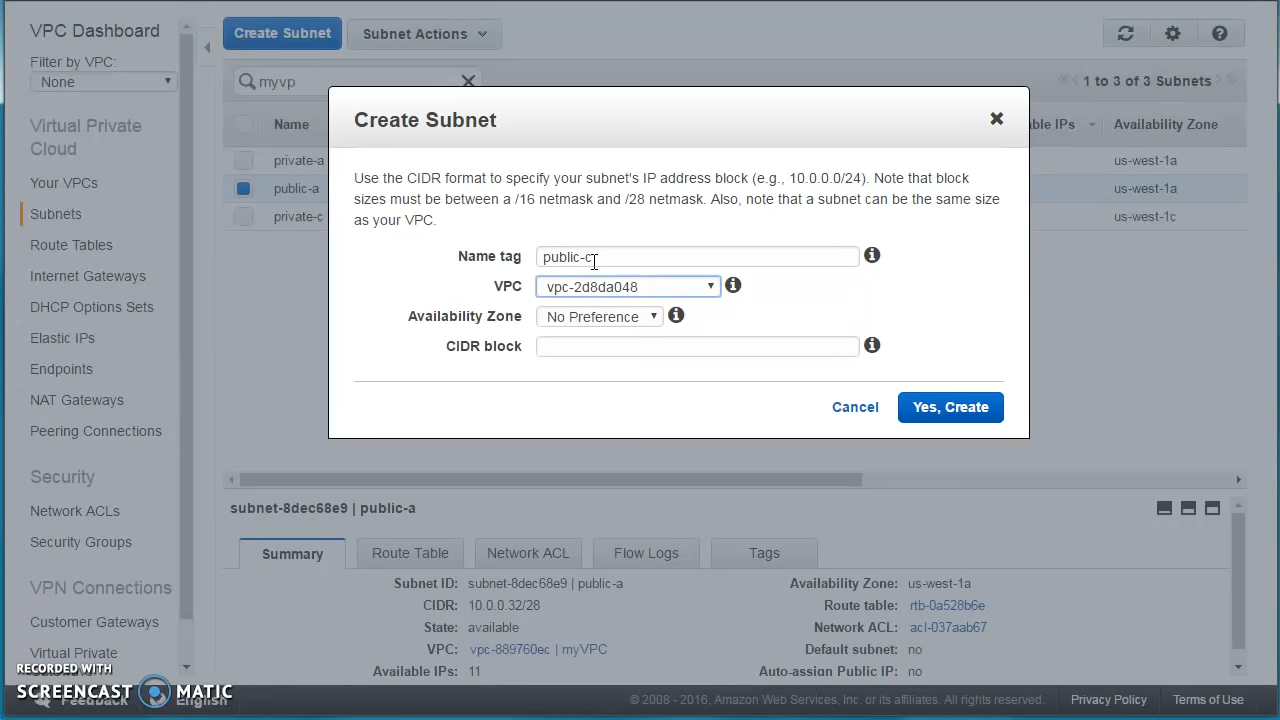 VPC Dashboard
Filter by VPC:
None
Virtual Private
Cloud
Your VPCs
Subnets
Route Tables
Internet Gateways
DHCP Options Sets
Elastic IPs
Endpoints
NAT Gateways
Peering Connections
Security
Network ACLs
Security Groups
VPN Connections
Customer Gateways
Virtual Private
Create Subnet
Subnet Actions
myvp
1 to 3 of 3 Subnets
Name
ble IPs
Availability Zone
private-a
us-west-1a
public-a
us-west-1a
private-c
us-west-1c
Create Subnet
Use the CIDR format to specify your subnet's IP address block (e.g., 10.0.0.0/24). Note that block
sizes must be between a /16 netmask and /28 netmask. Also, note that a subnet can be the same size
as your VPC.
Name tag
public-c
VPC
vpc-2d8da048
Availability Zone
No Preference
CIDR block
Cancel
Yes, Create
subnet-8dec68e9 | public-a
Summary
Route Table
Network ACL
Flow Logs
Tags
Subnet ID: subnet-8dec68e9 | public-a
CIDR: 10.0.0.32/28
State: available
VPC: vpc-889760ec | myVPC
Available IPs: 11
Availability Zone: us-west-1a
Route table: rtb-0a528b6e
Network ACL: acl-037aab67
Default subnet: no
Auto-assign Public IP: no
RECORDED WITH
SCREENCAST MATIC
Feedback
English
© 2008 - 2016, Amazon Web Services, Inc. or its affiliates. All rights reserved.
Privacy Policy
Terms of Use